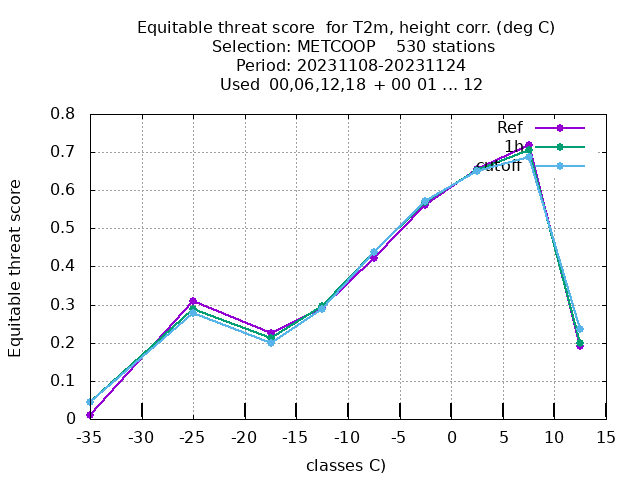 Equitable threat score for T2m, height corr. (deg C)
Selection: METCOOP 530 stations
Period: 20231108-20231124
Used 00,06,12,18 + 00 01 ... 12
Equitable threat score
0.8
0.7
0.6
0.5
0.4
0.3
0.2
0.1
0
Ref
1b
cutoff
-35 -30 -25 -20 -15 -10 -5 0 5 10 15
classes C)